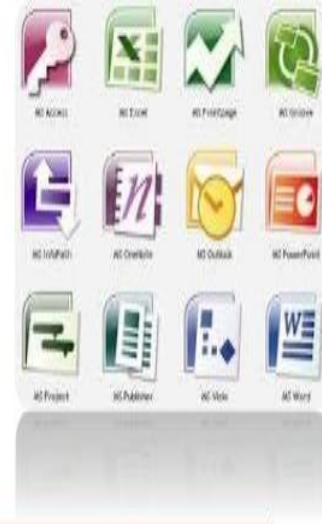 MS Access MS Excel MS Frontpage MS Groove
MS InfoPath MS OneNote MS Outlook MS PowerPoint
MS Project MS Publisher MS Visio MS Word